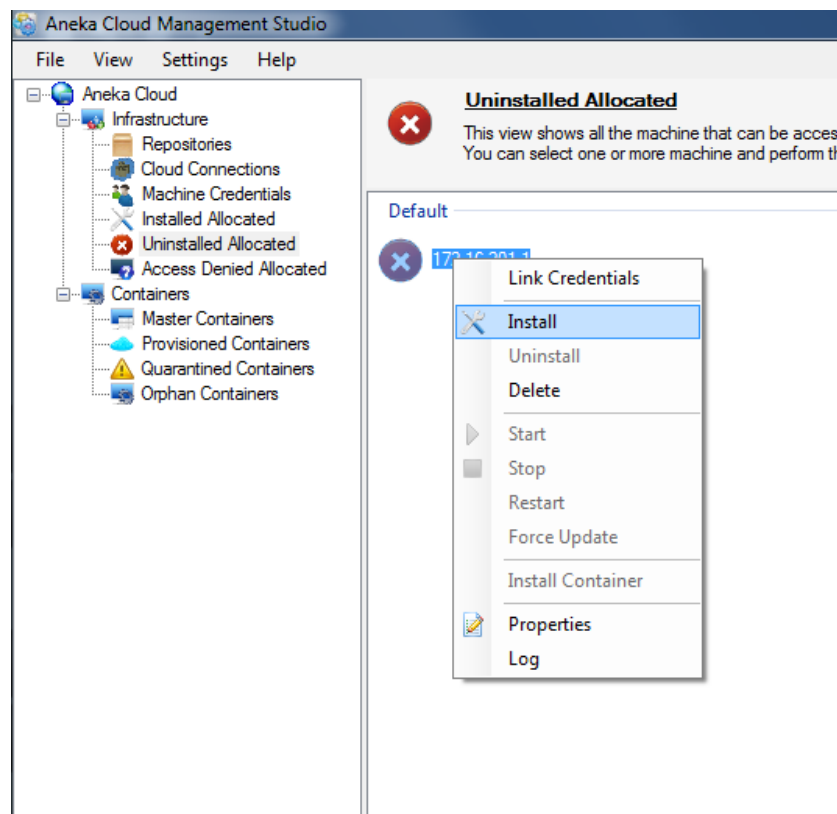 Aneka Cloud Management Studio
File View Settings Help
Aneka Cloud
Infrastructure
Repositories
Cloud Connections
Machine Credentials
Installed Allocated
Uninstalled Allocated
Access Denied Allocated
Containers
Master Containers
Provisioned Containers
Quarantined Containers
Orphan Containers
Uninstalled Allocated
This view shows all the machine that can be acces
You can select one or more machine and perform th
Default
Link Credentials
Install
Uninstall
Delete
Start
Stop
Restart
Force Update
Install Container
Properties
Log